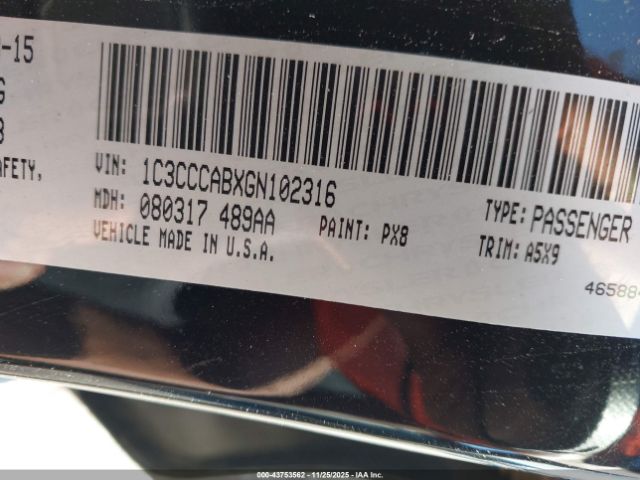 -15
G
AFETY,
VIN: 1C3CCCABXGN102316
MDH: 080317 489AA
PAINT: PX8
VEHICLE MADE IN U.S.A.
TYPE: PASSENGER
TRIM: A5X9
46588
000-43753562 - 11/25/2025 - IAA Inc.